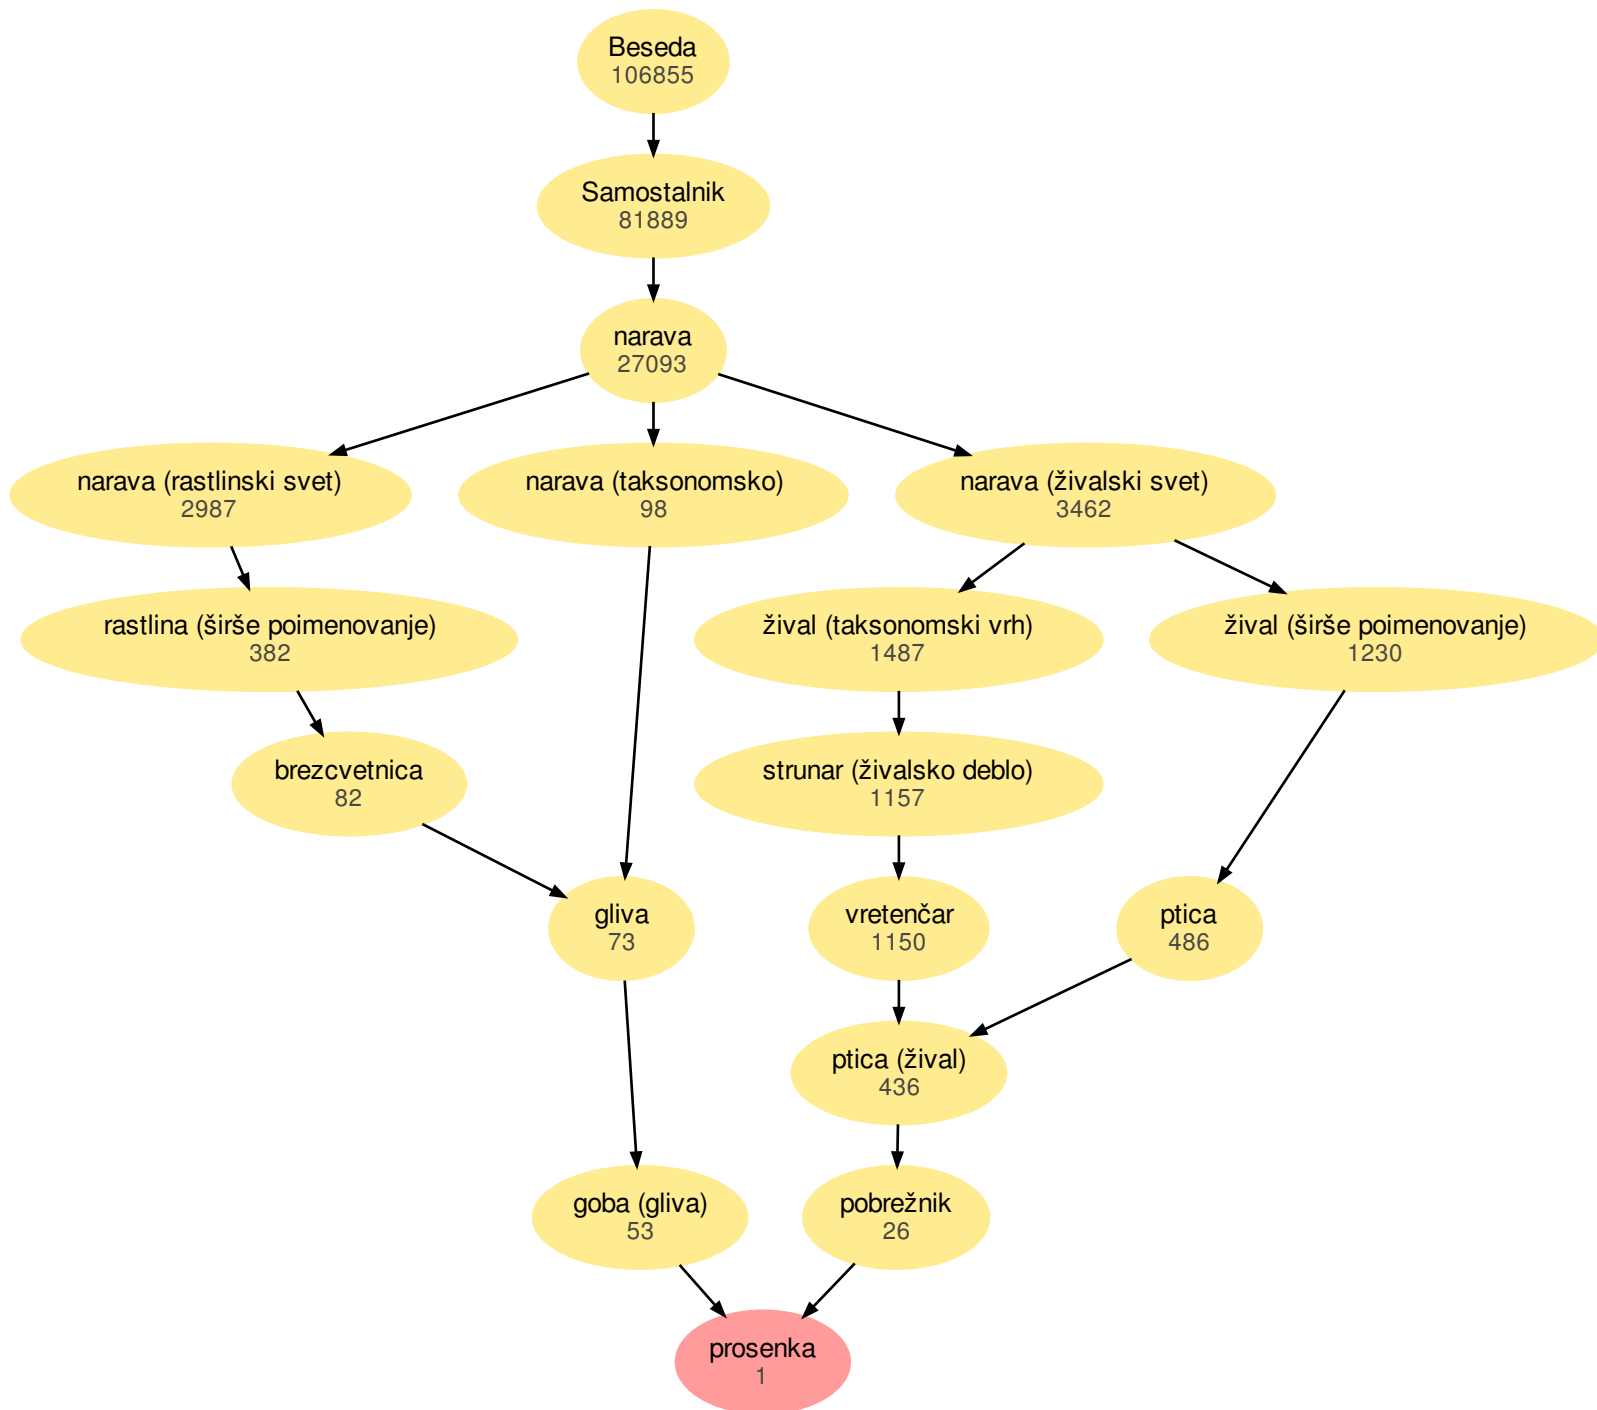 Beseda
106855
Samostalnik
81889
narava
27093
narava (rastlinski svet)
2987
narava (taksonomsko)
98
narava (živalski svet)
3462
rastlina (širše poimenovanje)
382
žival (taksonomski vrh)
1487
žival (širše poimenovanje)
1230
brezcvetnica
82
strunar (živalsko deblo)
1157
gliva
73
vretenčar
1150
ptica
486
ptica (žival)
436
goba (gliva)
53
pobrežnik
26
prosenka
1